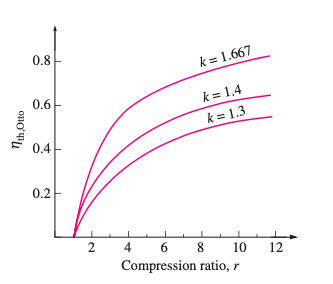 0.8
0.6
0.4
0.2
η_th,Otto
k = 1.667
k = 1.4
k = 1.3
2 4 6 8 10 12
Compression ratio, r